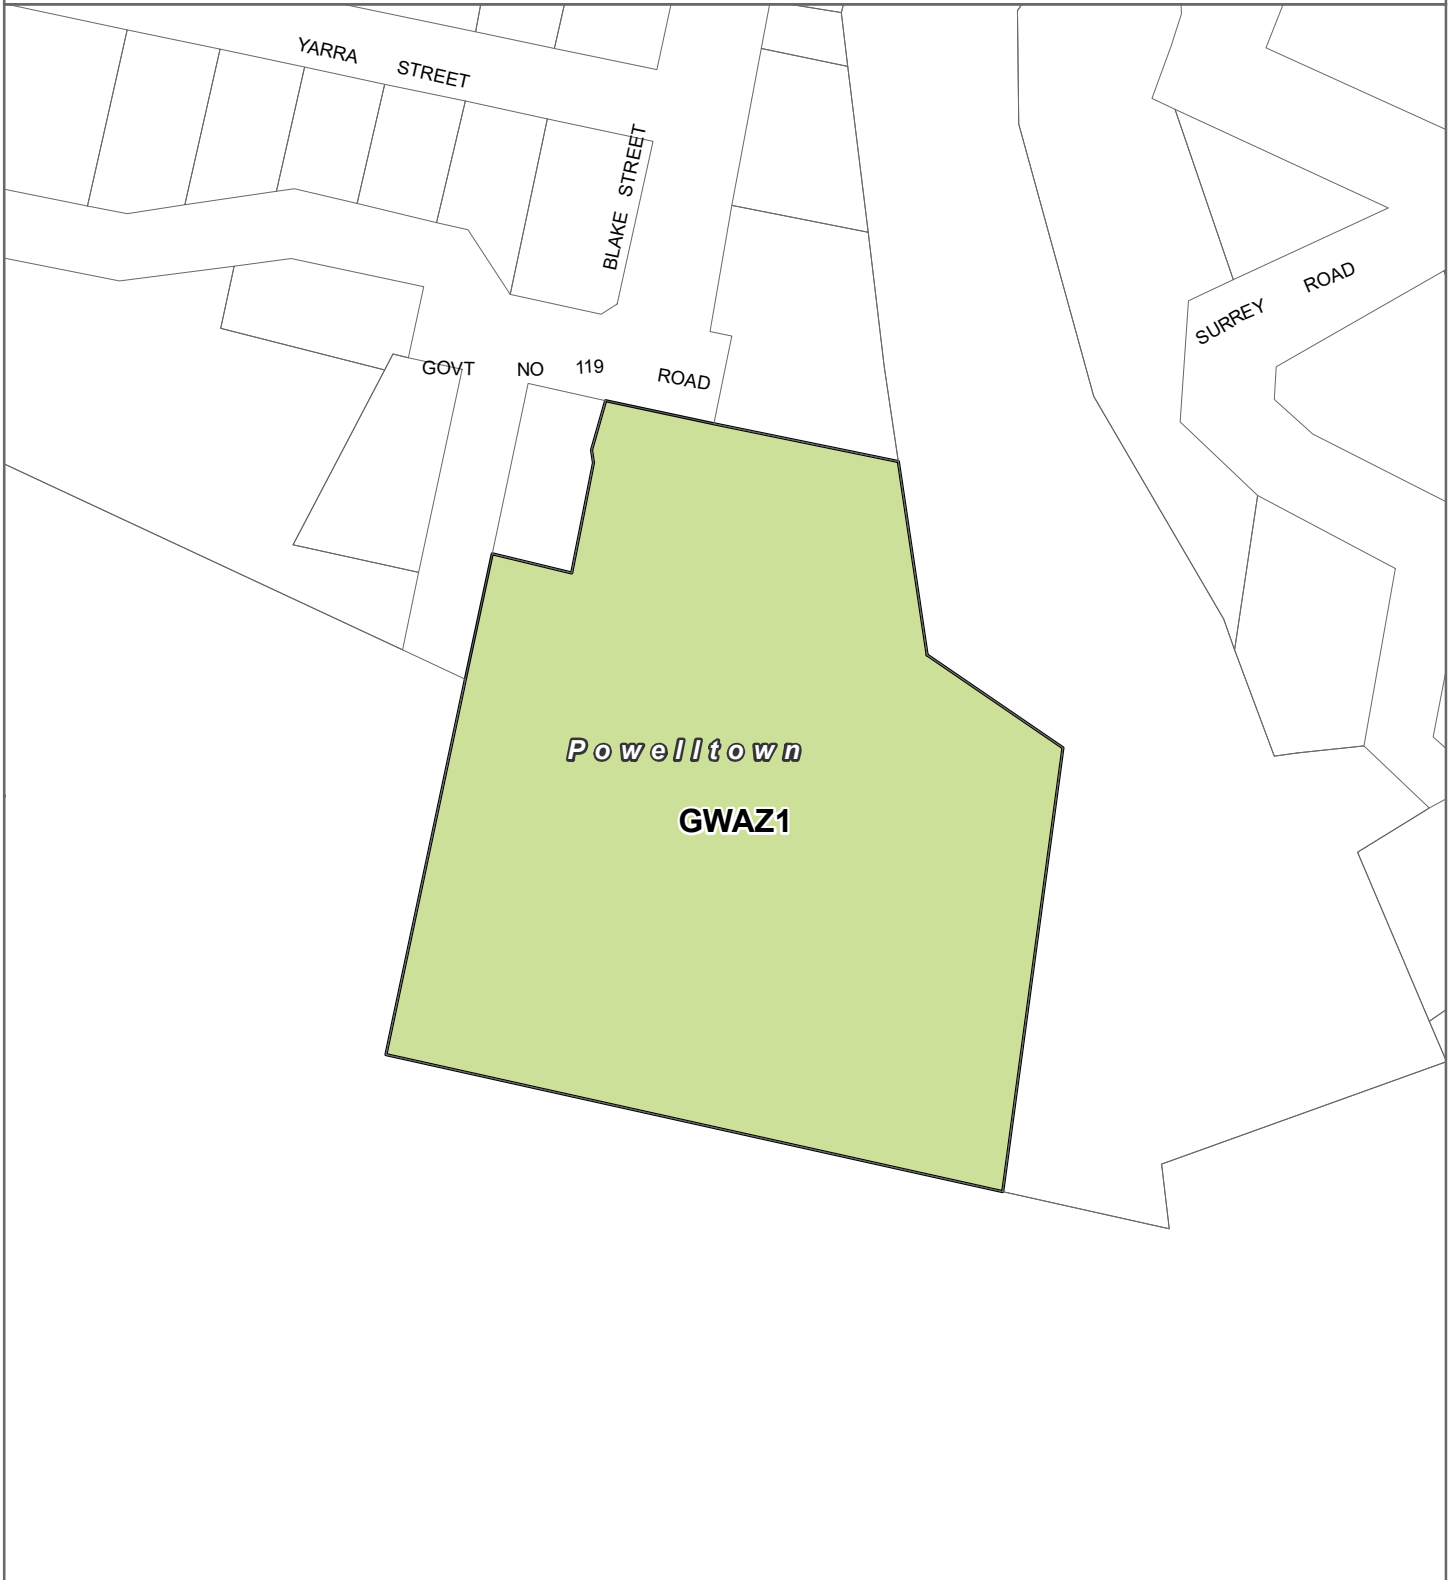 YARRA STREET
BLAKE STREET
SURREY ROAD
GOVT NO 119 ROAD
Powelltown
GWAZ1